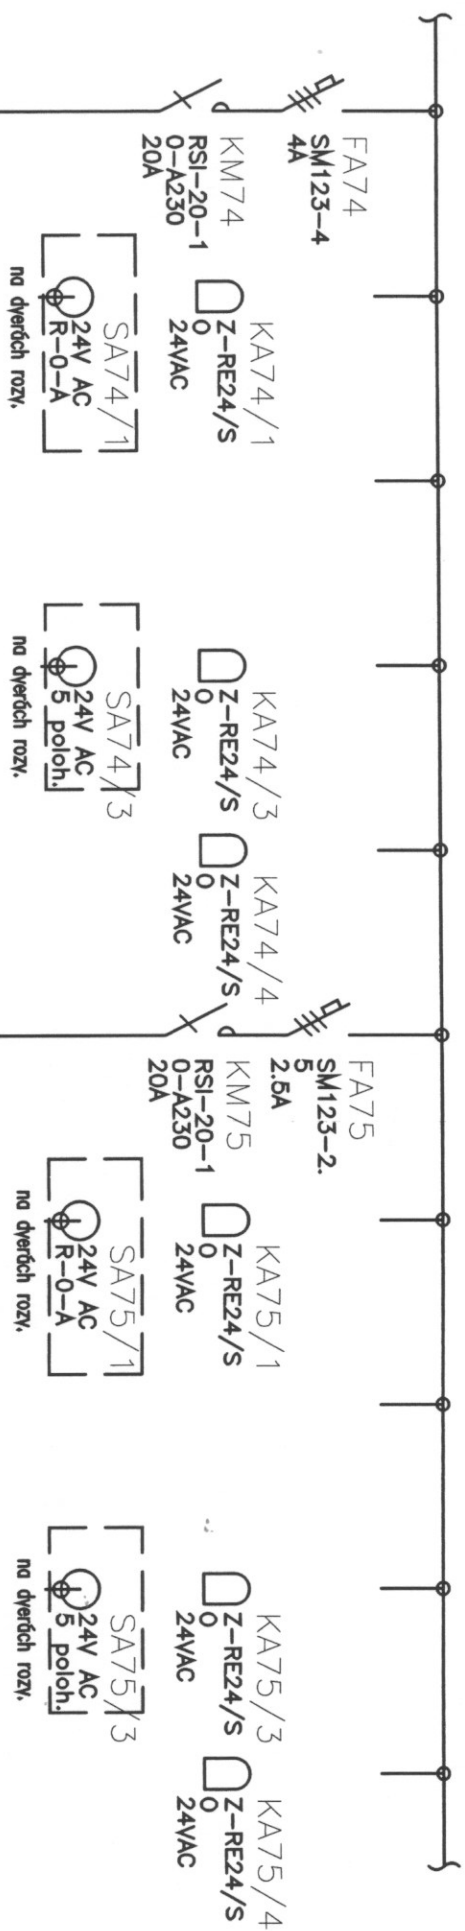 FA74
SM123-4
4A
KM74
RSI-20-1
0-A230
20A
KA74/1
Z-RE24/S
0
24VAC
SA74/1
24V AC
R-0-A
na dverách rozv.
KA74/3
Z-RE24/S
0
24VAC
SA74/3
24V AC
5 poloh.
na dverách rozv.
KA74/4
Z-RE24/S
0
24VAC
FA75
SM123-2.
5
2.5A
KM75
RSI-20-1
0-A230
20A
KA75/1
Z-RE24/S
0
24VAC
SA75/1
24V AC
R-0-A
na dverách rozv.
KA75/3
Z-RE24/S
0
24VAC
SA75/3
24V AC
5 poloh.
na dverách rozv.
KA75/4
Z-RE24/S
0
24VAC